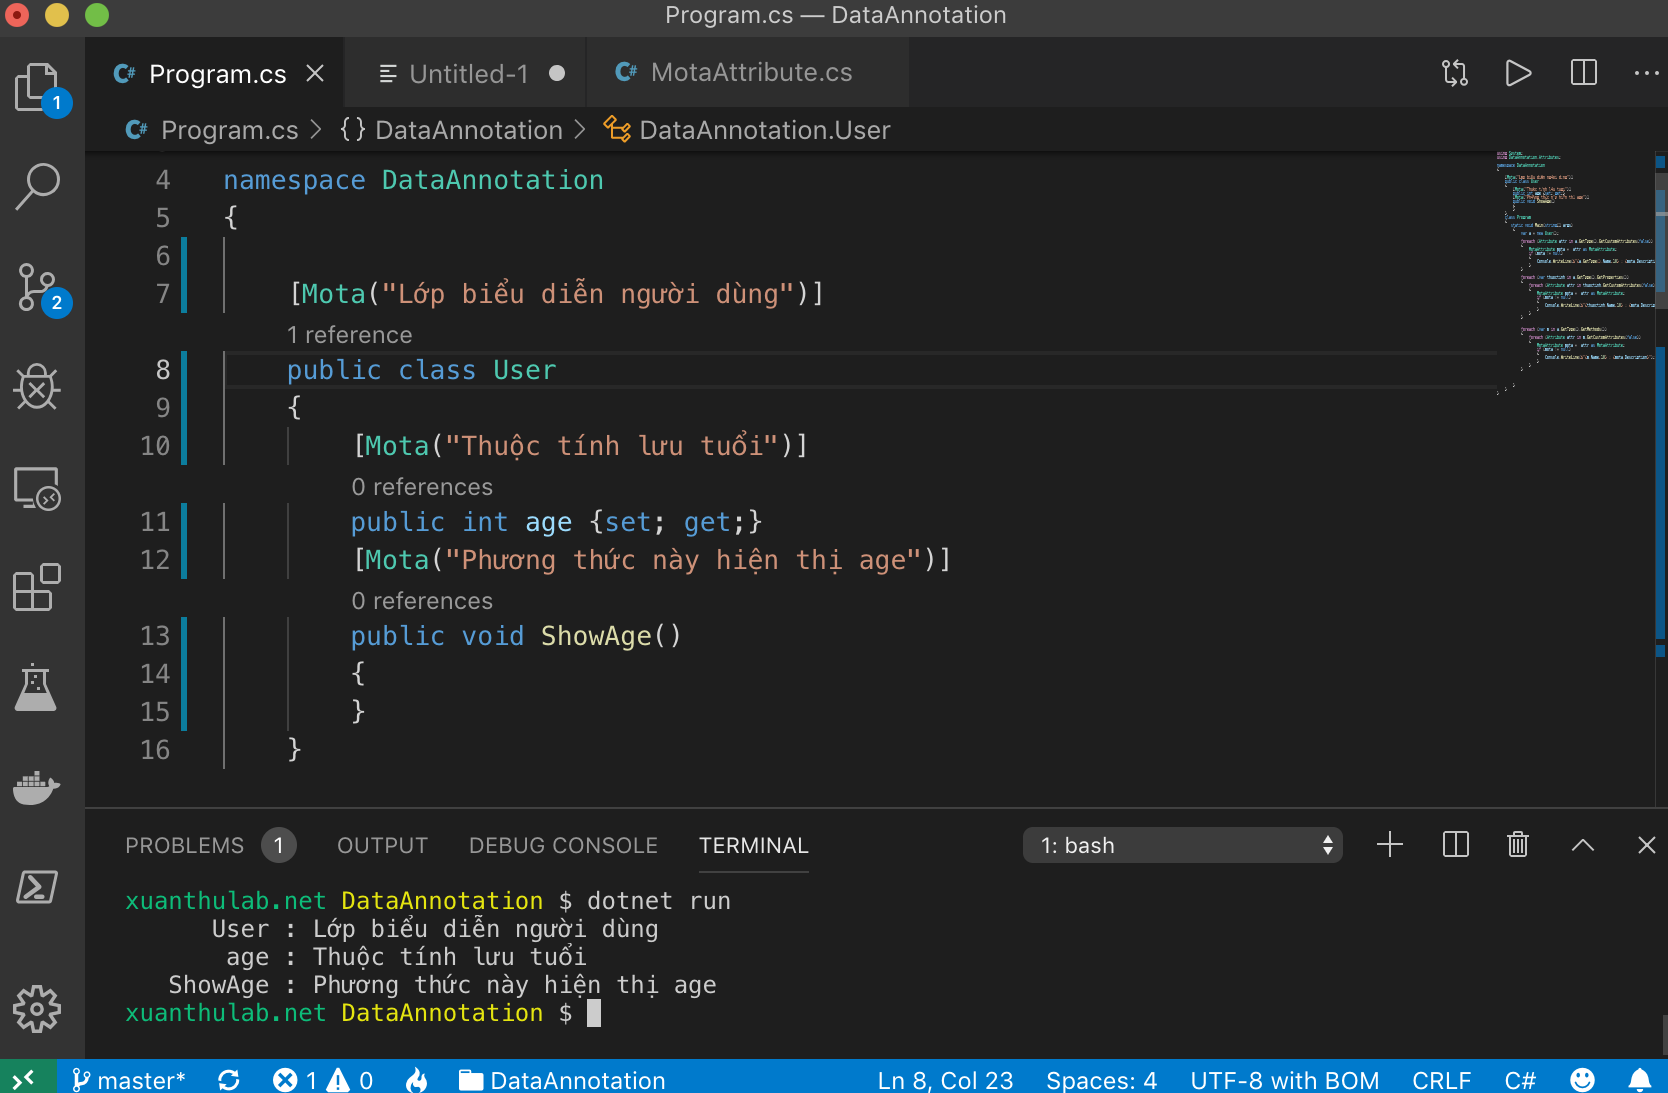 Program.cs — DataAnnotation
Program.cs
Untitled-1
MotaAttribute.cs
Program.cs > {} DataAnnotation > DataAnnotation.User
1
2
4 namespace DataAnnotation
5 {
6
7 [Mota("Lớp biểu diễn người dùng")]
1 reference
8 public class User
9 {
10 [Mota("Thuộc tính lưu tuổi")]
0 references
11 public int age {set; get;}
12 [Mota("Phương thức này hiện thị age")]
0 references
13 public void ShowAge()
14 {
15 }
16 }
PROBLEMS 1 OUTPUT DEBUG CONSOLE TERMINAL 1: bash
xuanthulab.net DataAnnotation $ dotnet run
User : Lớp biểu diễn người dùng
age : Thuộc tính lưu tuổi
ShowAge : Phương thức này hiện thị age
xuanthulab.net DataAnnotation $
master* 1 0 DataAnnotation Ln 8, Col 23 Spaces: 4 UTF-8 with BOM CRLF C#